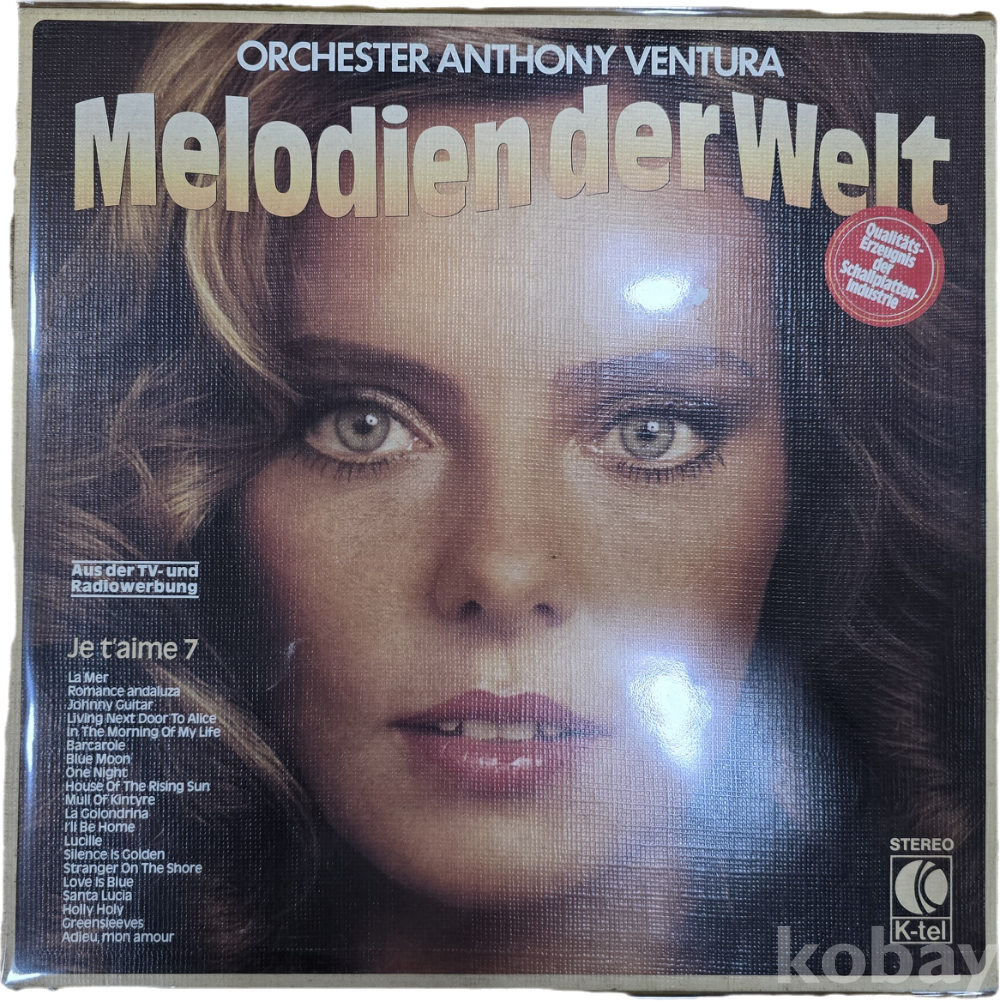 ORCHESTER ANTHONY VENTURA
Melodien der Welt
Qualitäts-
Erzeugnis
der
Schallplatten-
Industrie
Aus der TV- und
Radiowerbung
Je t'aime 7
La Mer
Romance andaluza
Johnny Guitar
Living Next Door To Alice
In The Morning Of My Life
Barcarole
Blue Moon
One Night
House Of The Rising Sun
Mull Of Kintyre
La Golondrina
I'll Be Home
Lucille
Silence Is Golden
Stranger On The Shore
Love Is Blue
Santa Lucia
Holly Holy
Greensleeves
Adieu, mon amour
STEREO
K-tel
kobay